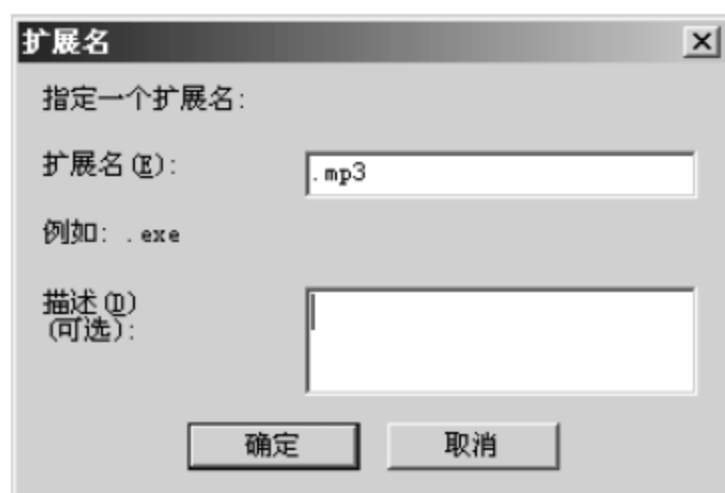 扩展名
指定一个扩展名:
扩展名(E):
.mp3
例如: .exe
描述(D)
(可选):
确定
取消